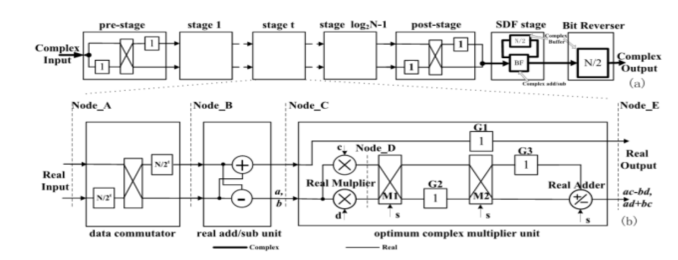 pre-stage
stage 1
stage t
stage log₂N-1
post-stage
SDF stage
Bit Reverser
Complex
Input
1
1
1
1
N/2
Complex
Buffer
BF
Complex add/sub
N/2
Complex
Output
(a)
Node_A
Node_B
Node_C
Node_E
G1
1
Real
Output
c
Node_D
G3
1
Real
Input
N/2ᵗ
N/2ᵗ
+
-
a,
b
Real Mulplier
M1
G2
1
M2
Real Adder
+/-
ac-bd,
ad+bc
d
s
s
s
(b)
data commutator
real add/sub unit
optimum complex multiplier unit
Complex
Real